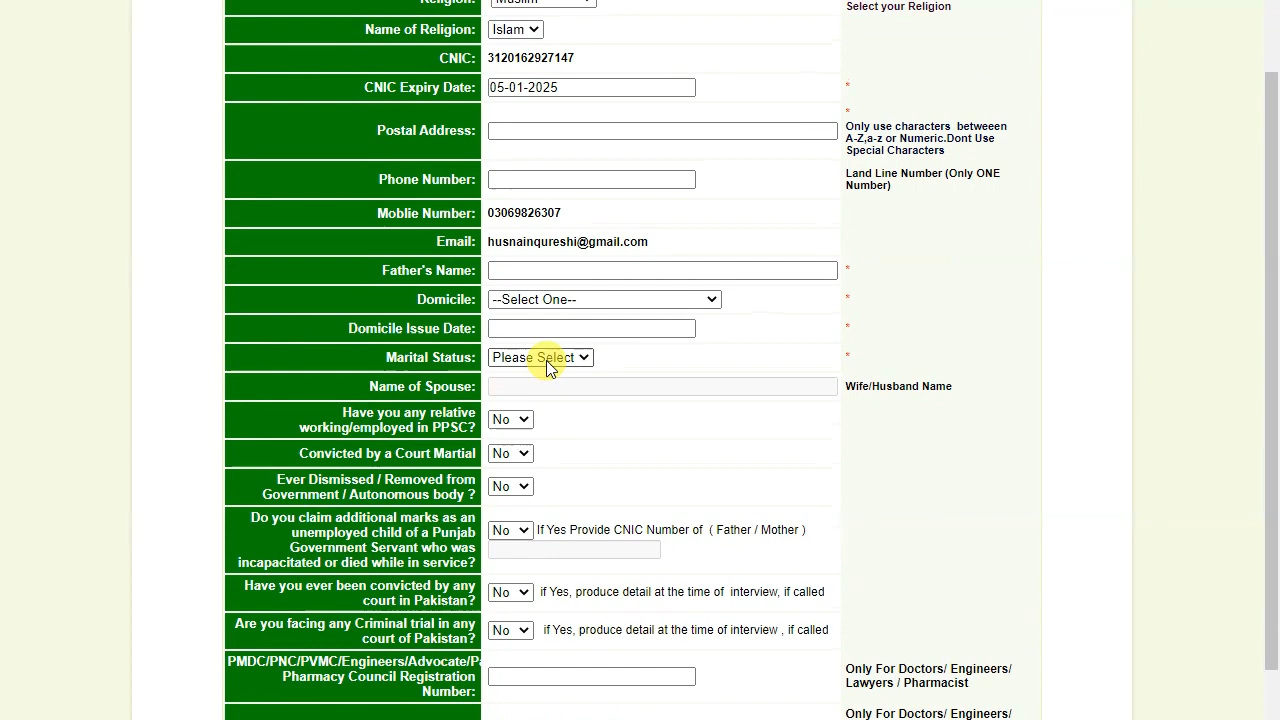 Religion: Muslim Select your Religion
Name of Religion: Islam
CNIC: 3120162927147
CNIC Expiry Date: 05-01-2025 *
*
Postal Address: Only use characters betweeen
A-Z,a-z or Numeric.Dont Use
Special Characters
Phone Number: Land Line Number (Only ONE
Number)
Moblie Number: 03069826307
Email: husnainqureshi@gmail.com
Father's Name: *
Domicile: --Select One-- *
Domicile Issue Date: *
Marital Status: Please Select *
Name of Spouse: Wife/Husband Name
Have you any relative
working/employed in PPSC? No
Convicted by a Court Martial No
Ever Dismissed / Removed from
Government / Autonomous body ? No
Do you claim additional marks as an
unemployed child of a Punjab
Government Servant who was
incapacitated or died while in service?
No If Yes Provide CNIC Number of ( Father / Mother )
Have you ever been convicted by any
court in Pakistan?
No if Yes, produce detail at the time of interview, if called
Are you facing any Criminal trial in any
court of Pakistan?
No if Yes, produce detail at the time of interview , if called
PMDC/PNC/PVMC/Engineers/Advocate/Pa
Pharmacy Council Registration
Number:
Only For Doctors/ Engineers/
Lawyers / Pharmacist
Only For Doctors/ Engineers/